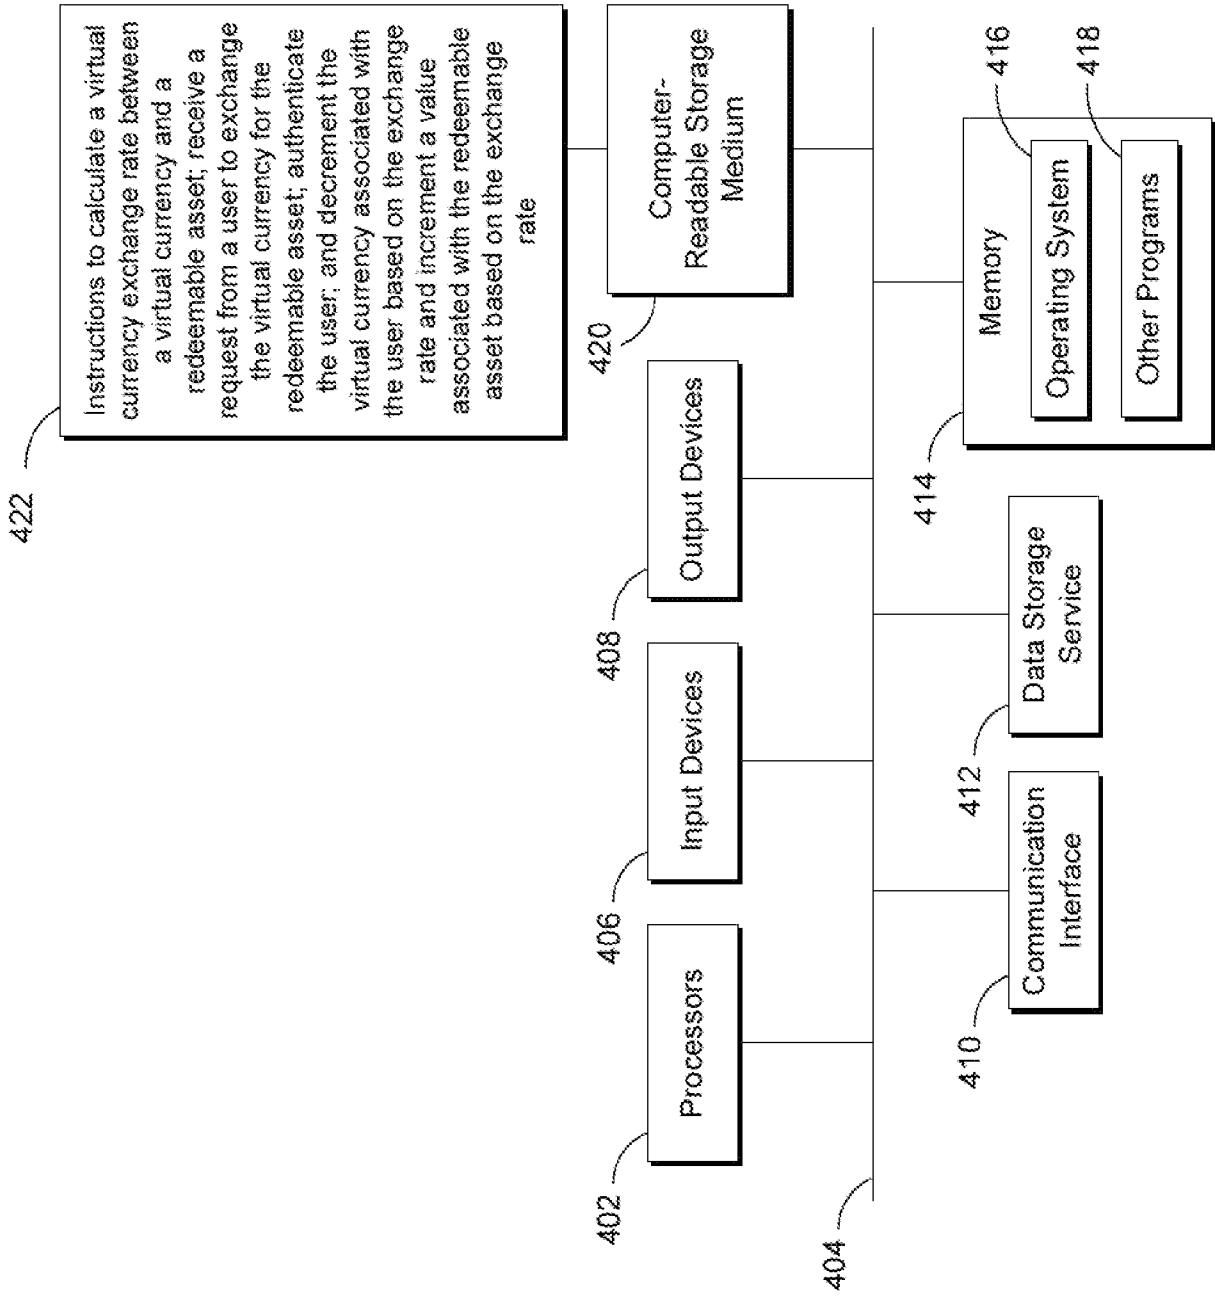 422
Instructions to calculate a virtual
currency exchange rate between
a virtual currency and a
redeemable asset; receive a
request from a user to exchange
the virtual currency for the
redeemable asset; authenticate
the user; and decrement the
virtual currency associated with
the user based on the exchange
rate and increment a value
associated with the redeemable
asset based on the exchange
rate
402
Processors
406
Input Devices
408
Output Devices
420
Computer-
Readable Storage
Medium
404
410
Communication
Interface
412
Data Storage
Service
414
Memory
416
Operating System
418
Other Programs